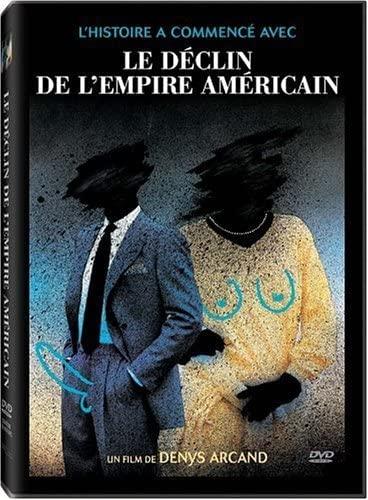 L'HISTOIRE A COMMENCÉ AVEC
LE DÉCLIN
DE L'EMPIRE AMÉRICAIN
UN FILM DE DENYS ARCAND
DVD
LE DÉCLIN DE L'EMPIRE AMÉRICAIN
DVD